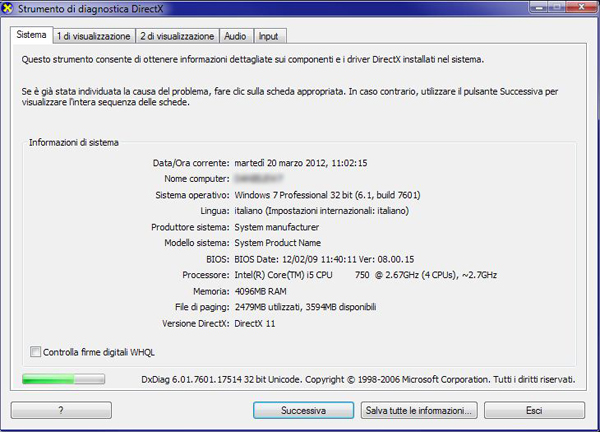 Strumento di diagnostica DirectX
Sistema 1 di visualizzazione 2 di visualizzazione Audio Input
Questo strumento consente di ottenere informazioni dettagliate sui componenti e i driver DirectX installati nel sistema.
Se è già stata individuata la causa del problema, fare clic sulla scheda appropriata. In caso contrario, utilizzare il pulsante Successiva per
visualizzare l'intera sequenza delle schede.
Informazioni di sistema
Data/Ora corrente: martedì 20 marzo 2012, 11:02:15
Nome computer:
Sistema operativo: Windows 7 Professional 32 bit (6.1, build 7601)
Lingua: italiano (Impostazioni internazionali: italiano)
Produttore sistema: System manufacturer
Modello sistema: System Product Name
BIOS: BIOS Date: 12/02/09 11:40:11 Ver: 08.00.15
Processore: Intel(R) Core(TM) i5 CPU 750 @ 2.67GHz (4 CPUs), ~2.7GHz
Memoria: 4096MB RAM
File di paging: 2479MB utilizzati, 3594MB disponibili
Versione DirectX: DirectX 11
Controlla firme digitali WHQL
DxDiag 6.01.7601.17514 32 bit Unicode. Copyright © 1998-2006 Microsoft Corporation. Tutti i diritti riservati.
? Successiva Salva tutte le informazioni... Esci